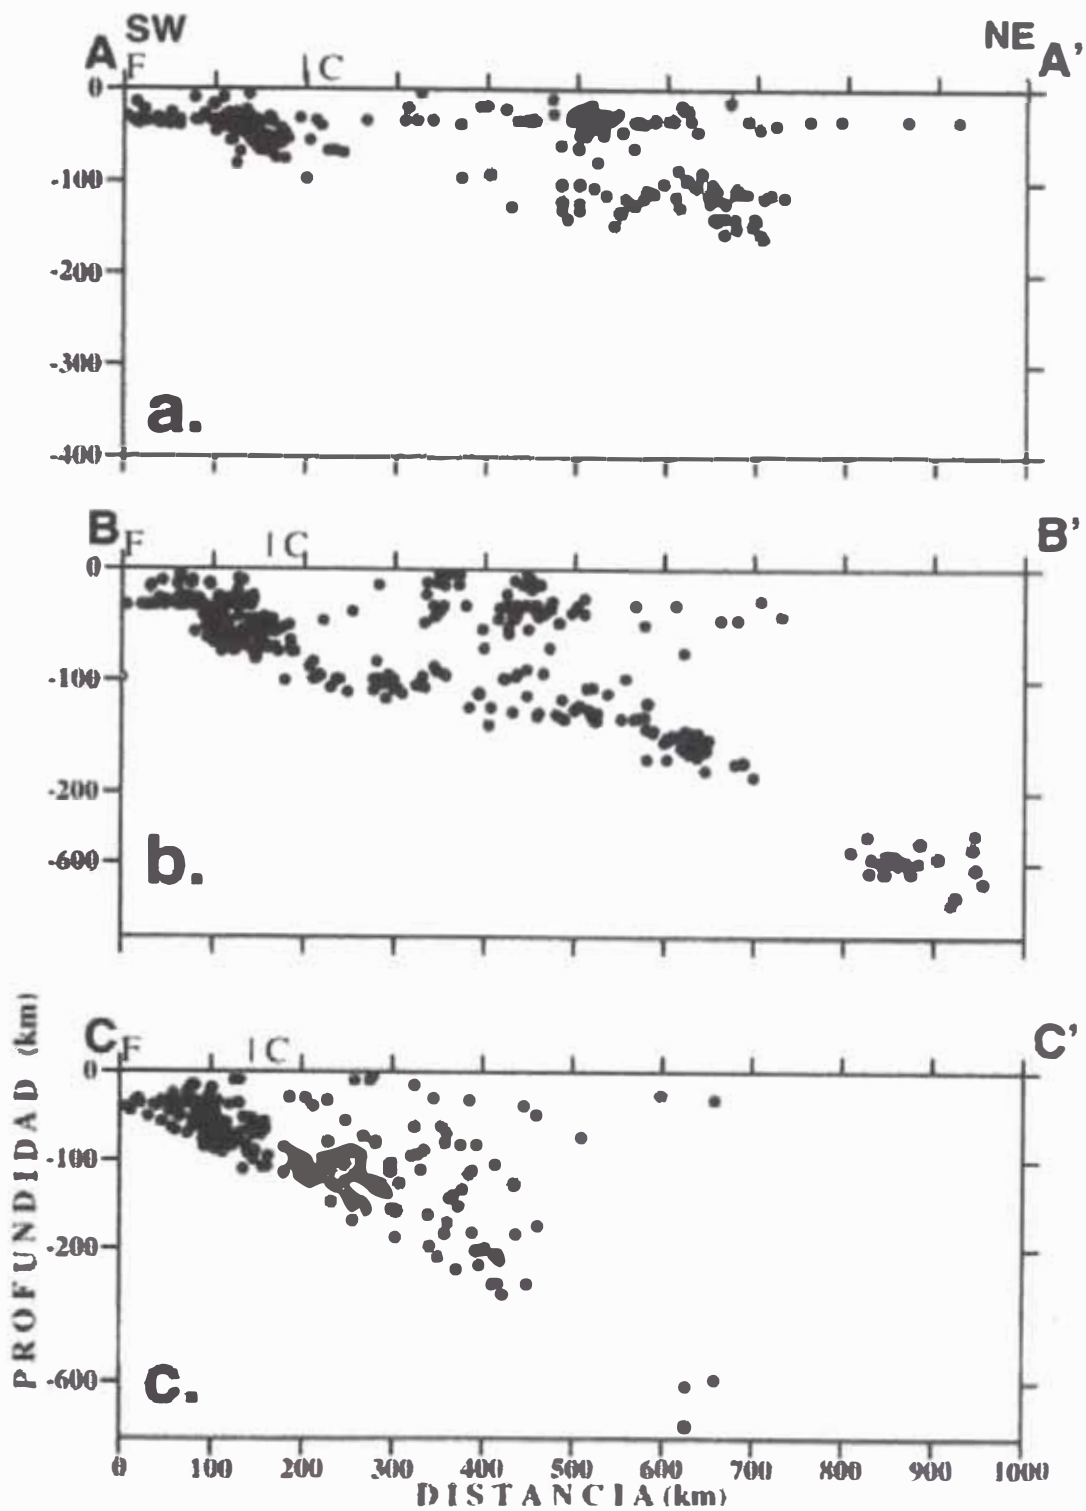 SW NE
A F C A'
0
-100
-200
-300
-400
a.
B F C B'
0
-100
-200
-600
b.
C F C C'
0
-100
-200
-600
c.
PROFUNDIDAD (km)
0 100 200 300 400 500 600 700 800 900 1000
DISTANCIA (km)